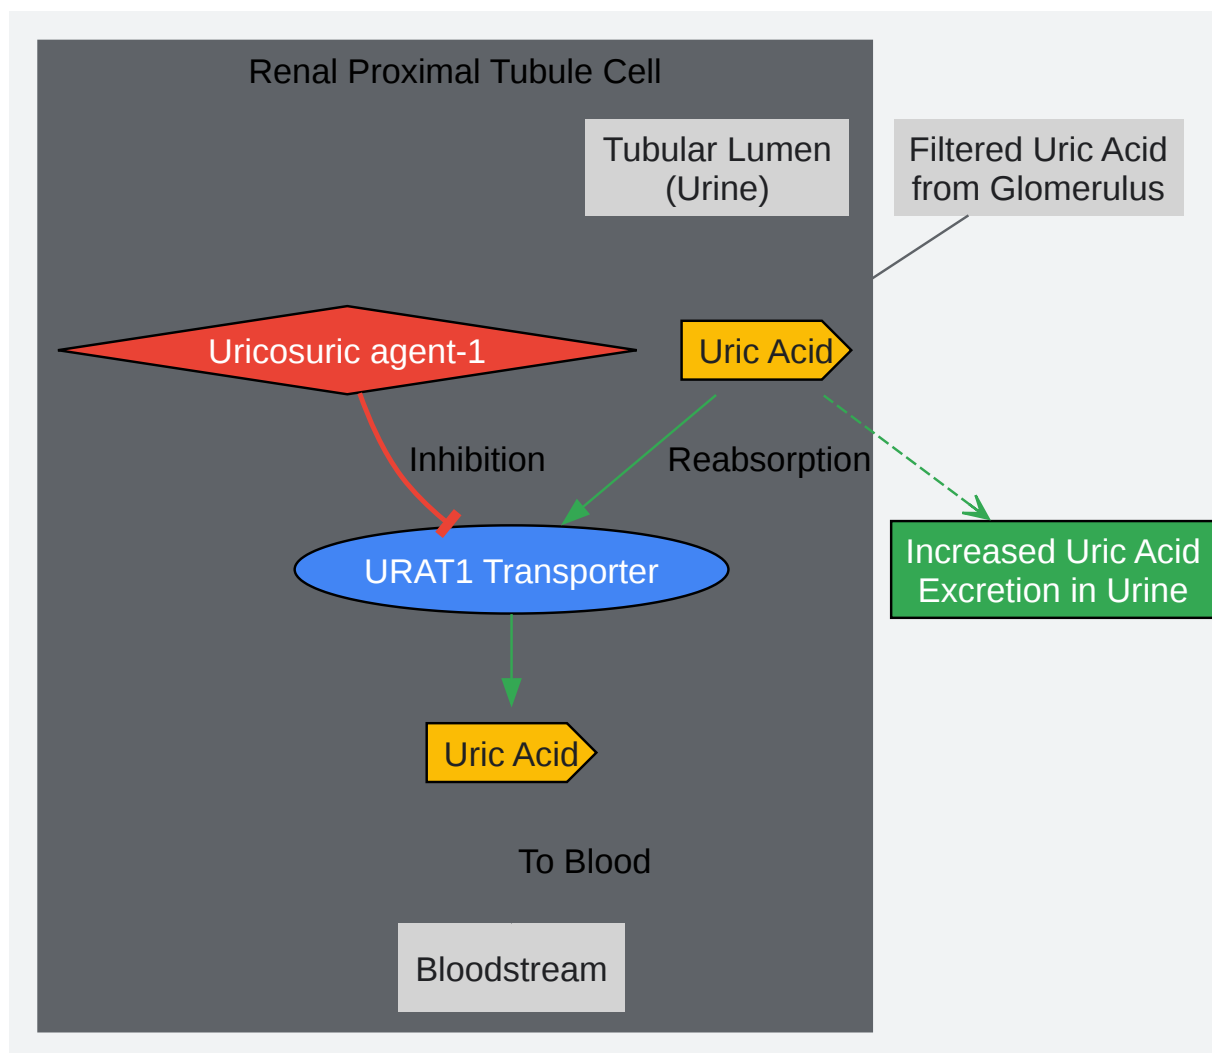 Renal Proximal Tubule Cell
Tubular Lumen
(Urine)
Filtered Uric Acid
from Glomerulus
Uricosuric agent-1
Uric Acid
Inhibition
Reabsorption
URAT1 Transporter
Increased Uric Acid
Excretion in Urine
Uric Acid
To Blood
Bloodstream